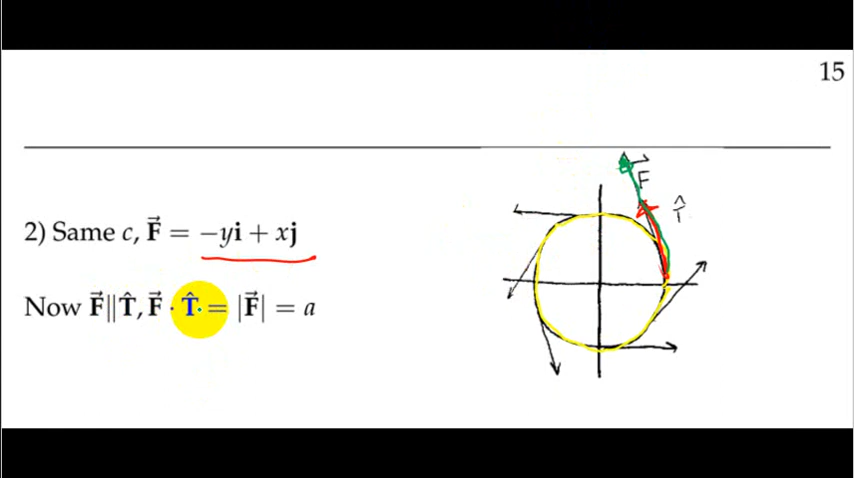 15
2) Same c, F⃗ = −yi + xj
F⃗
T̂
Now F⃗||T̂, F⃗ · T̂ = |F⃗| = a